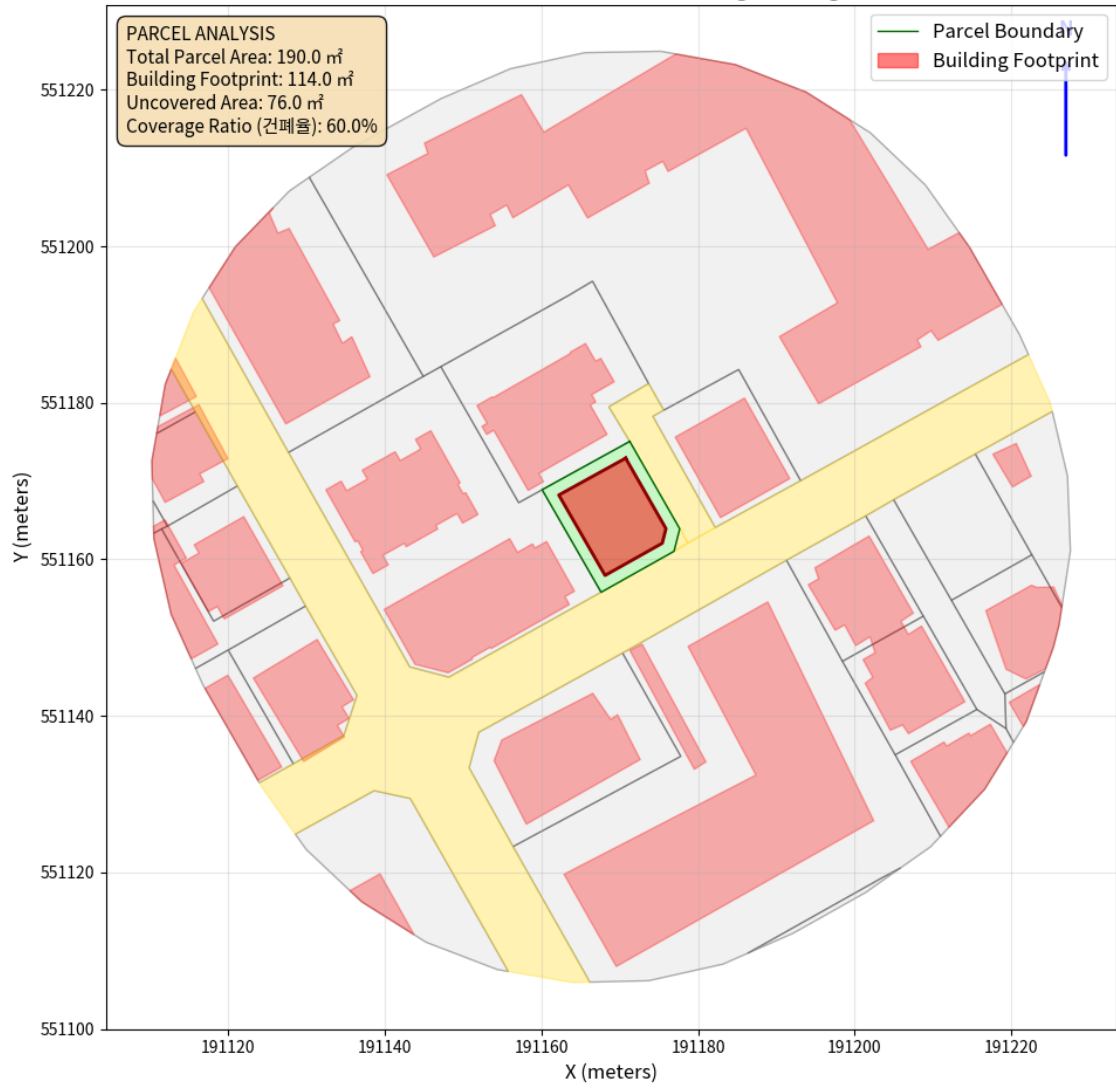 PARCEL ANALYSIS
Total Parcel Area: 190.0 ㎡
Building Footprint: 114.0 ㎡
Uncovered Area: 76.0 ㎡
Coverage Ratio (건폐율): 60.0%
Parcel Boundary
Building Footprint
N
Y (meters)
551220
551200
551180
551160
551140
551120
551100
191120
191140
191160
191180
191200
191220
X (meters)